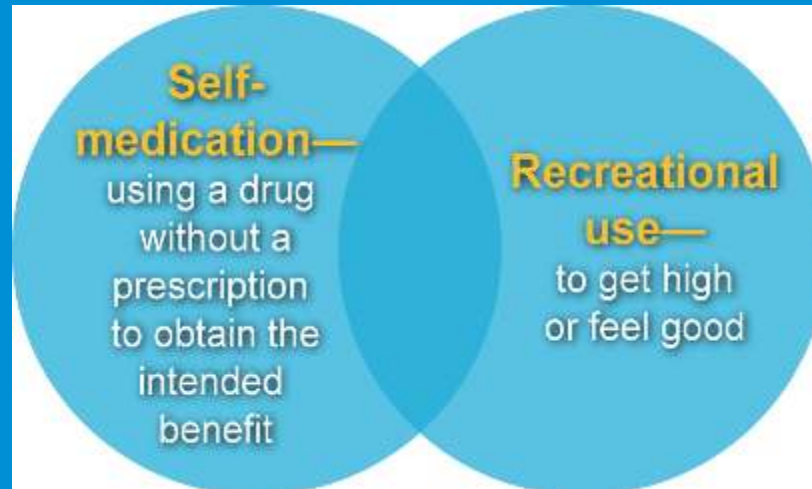 Self-
medication—
using a drug
without a
prescription
to obtain the
intended
benefit
Recreational
use—
to get high
or feel good